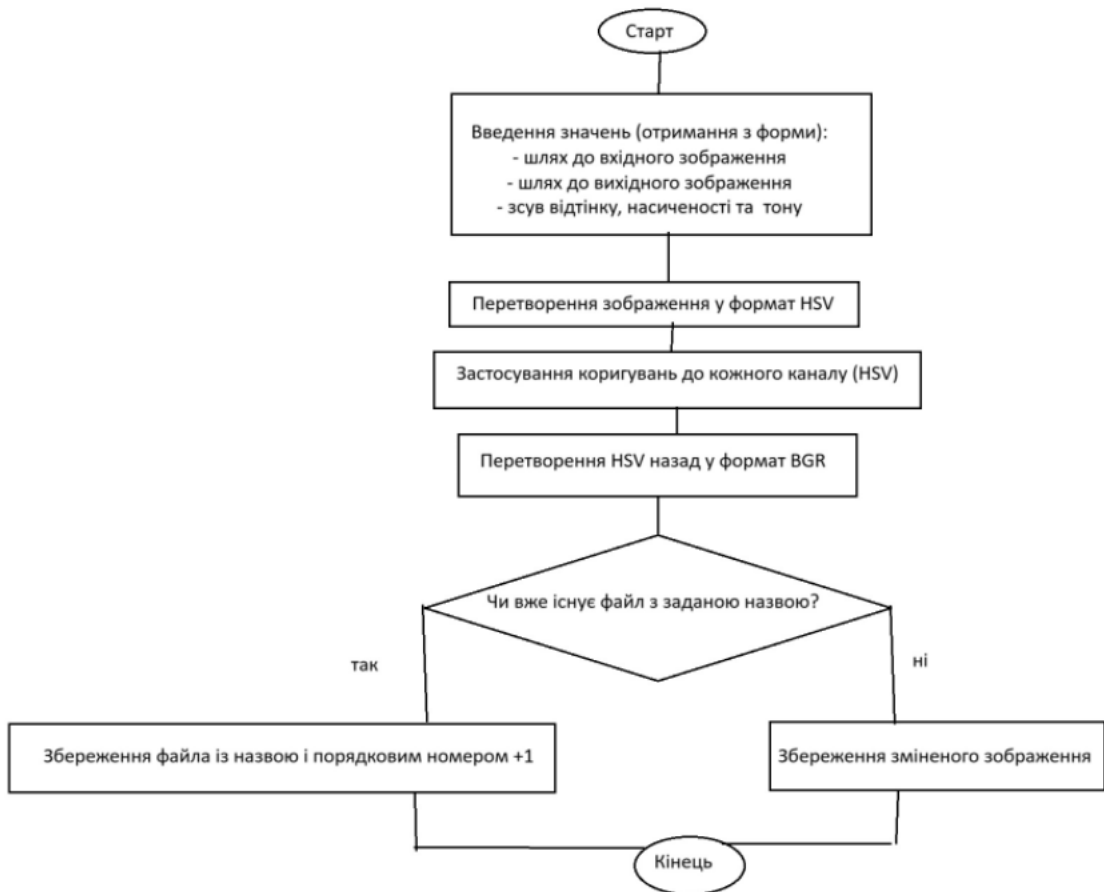 Старт
Введення значень (отримання з форми):
- шлях до вхідного зображення
- шлях до вихідного зображення
- зсув відтінку, насиченості та тону
Перетворення зображення у формат HSV
Застосування коригувань до кожного каналу (HSV)
Перетворення HSV назад у формат BGR
Чи вже існує файл з заданою назвою?
так
ні
Збереження файла із назвою і порядковим номером +1
Збереження зміненого зображення
Кінець